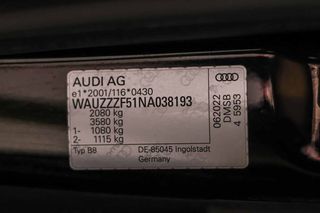 AUDI AG
e1*2001/116*0430
WAUZZZF51NA038193
2080 kg
3580 kg
1- 1080 kg
2- 1115 kg
Typ B8 DE-85045 Ingolstadt
Germany
062022
DMSB
4 5953